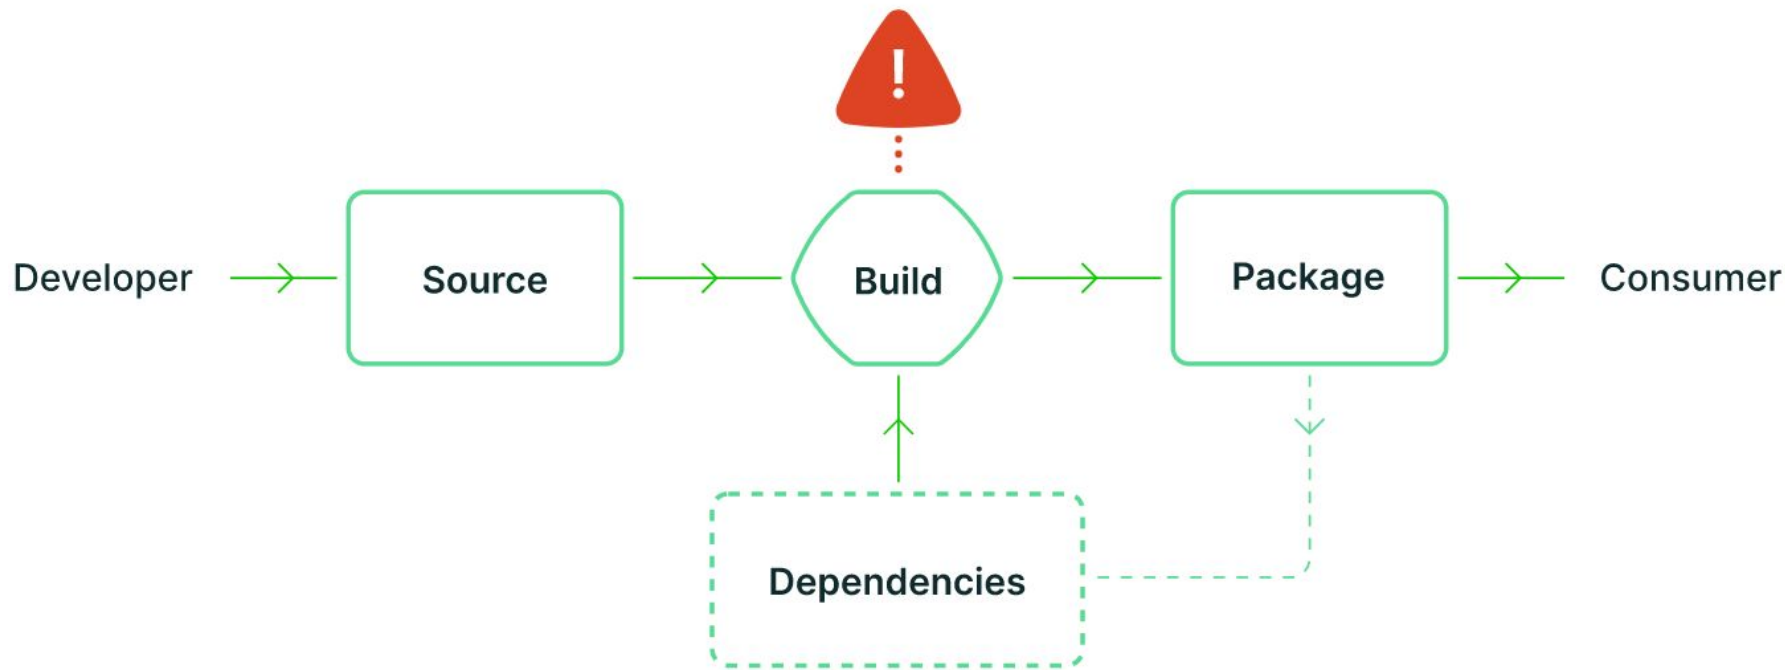 !
Developer
Source
Build
Package
Consumer
Dependencies